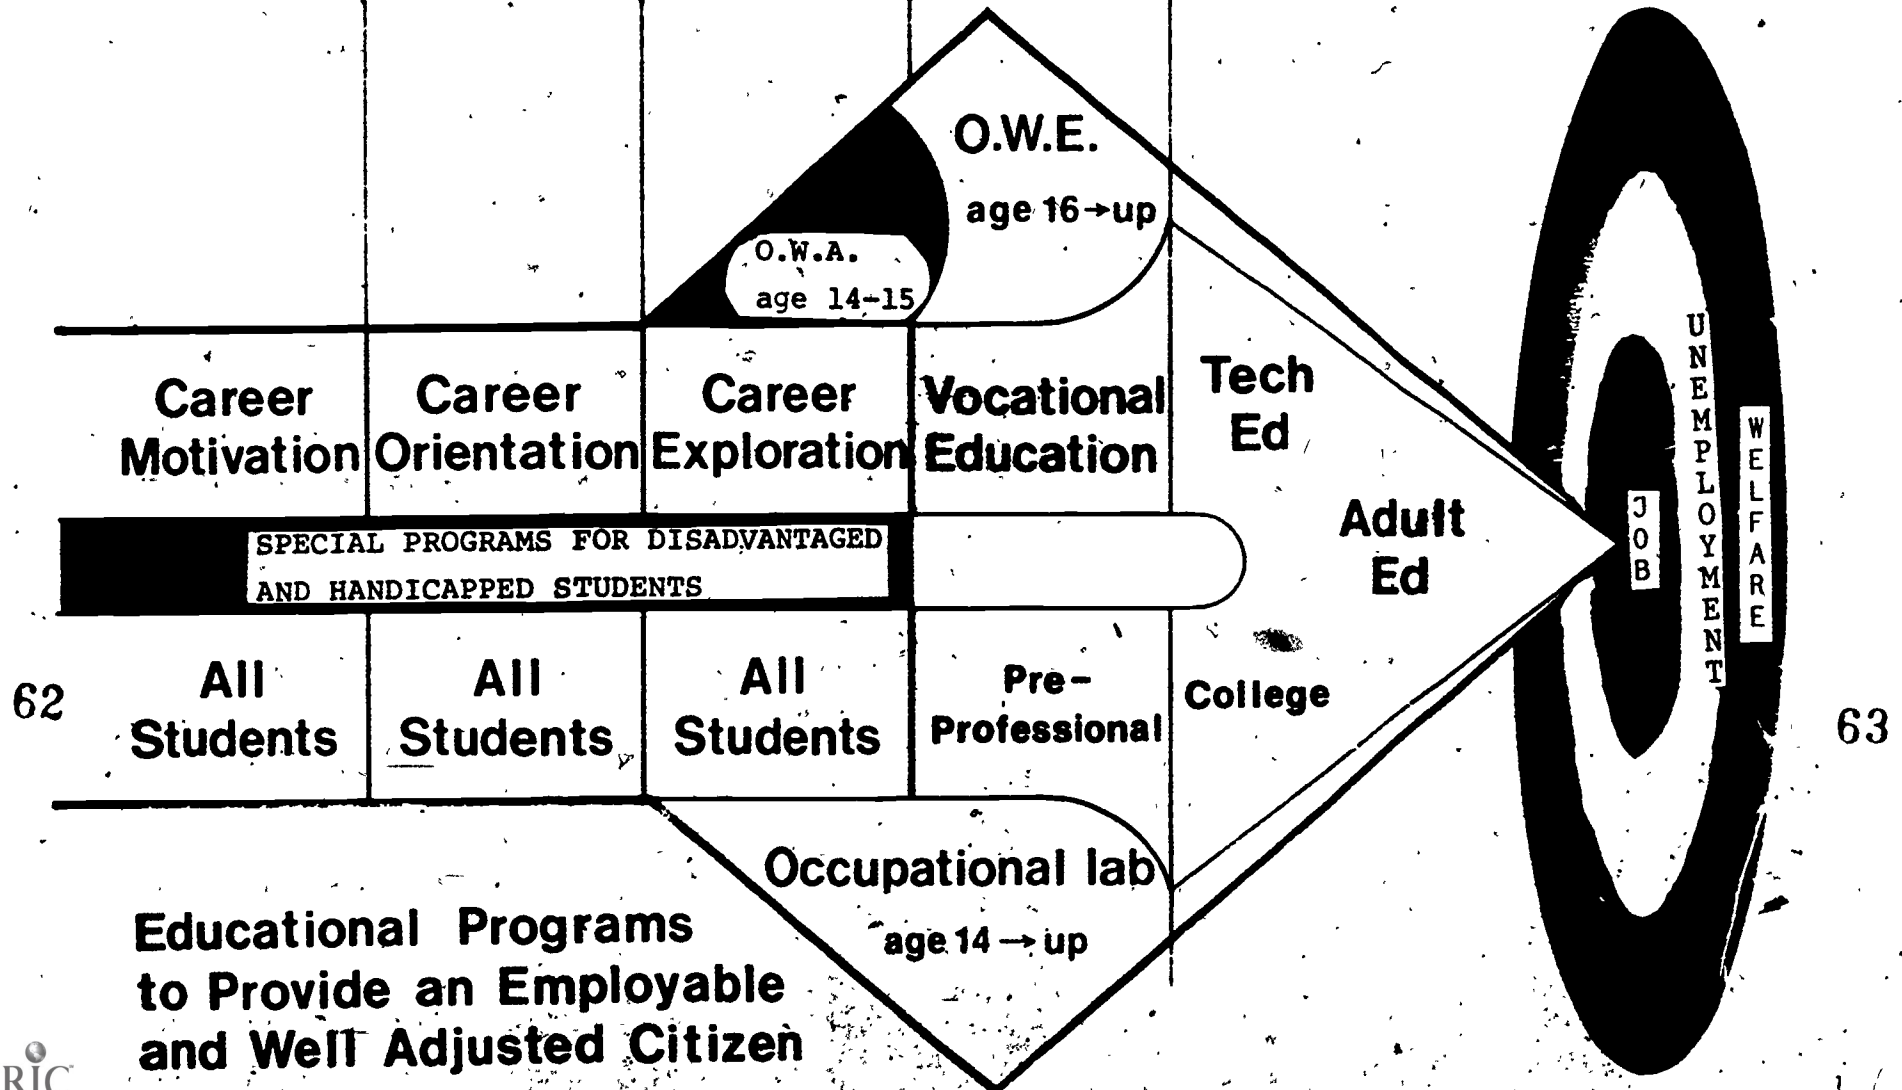 O.W.E.
age 16→up
O.W.A.
age 14-15
Career
Motivation
Career
Orientation
Career
Exploration
Vocational
Education
Tech
Ed
Adult
Ed
SPECIAL PROGRAMS FOR DISADVANTAGED
AND HANDICAPPED STUDENTS
All
Students
All
Students
All
Students
Pre-
Professional
College
Occupational lab
age 14→up
JOB
UNEMPLOYMENT
WELFARE
62
63
Educational Programs
to Provide an Employable
and Well Adjusted Citizen
RIC